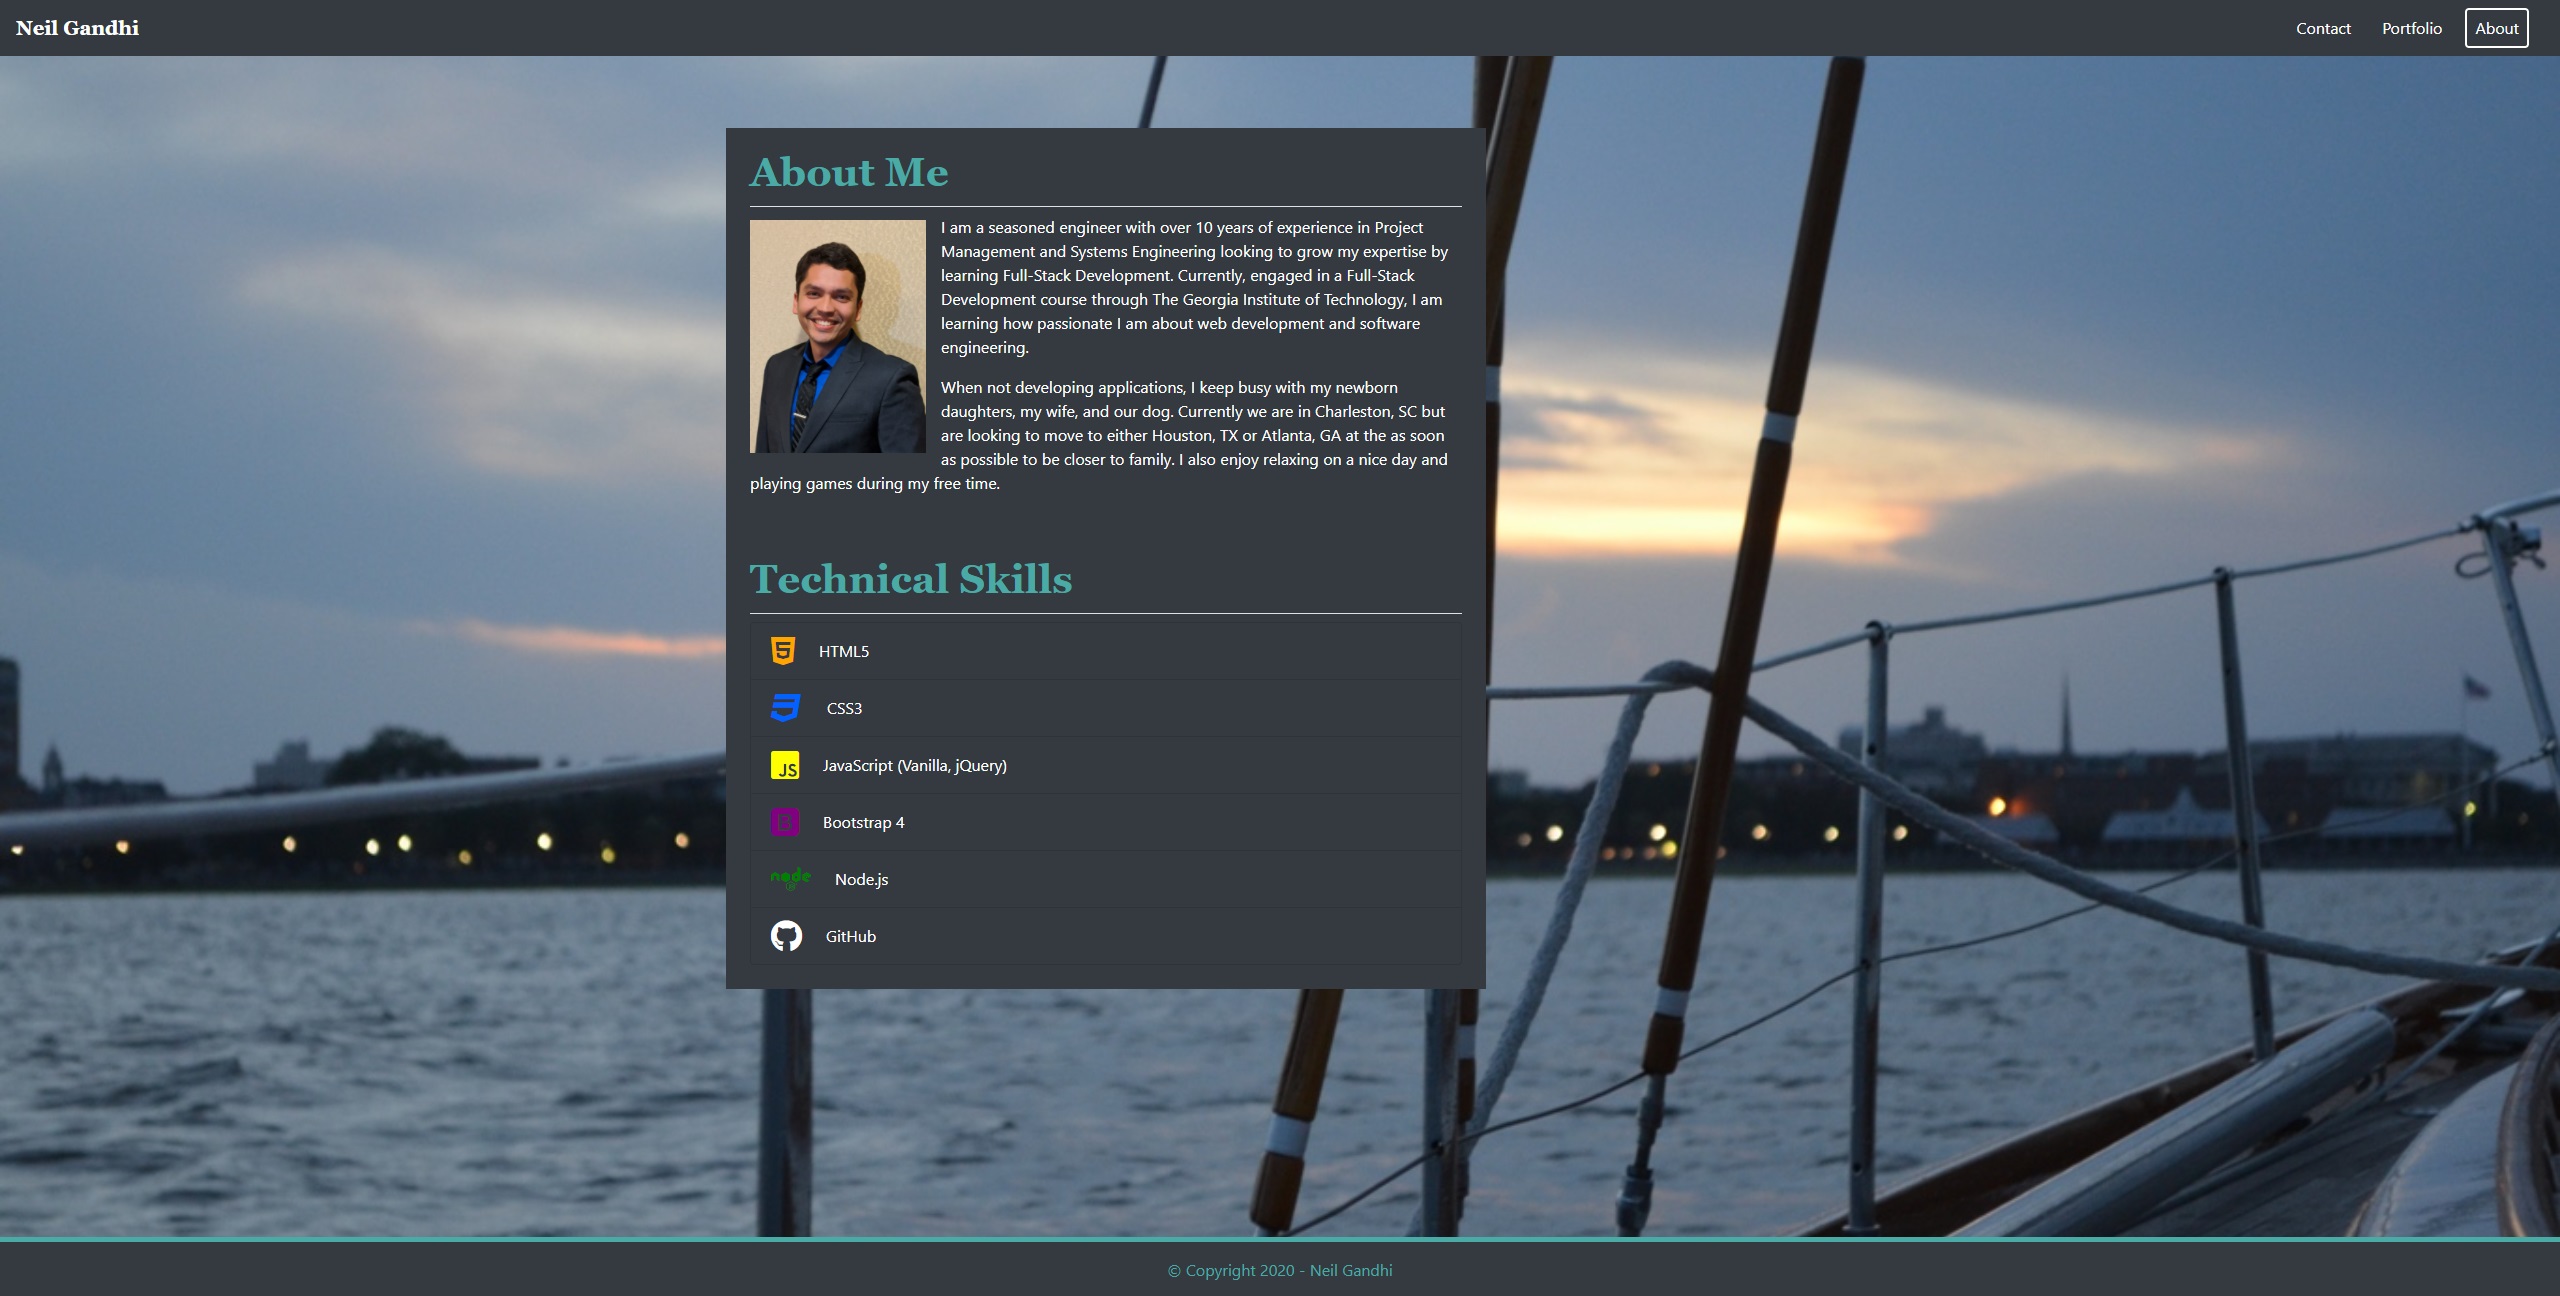 Neil Gandhi
Contact
Portfolio
About
About Me
I am a seasoned engineer with over 10 years of experience in Project
Management and Systems Engineering looking to grow my expertise by
learning Full-Stack Development. Currently, engaged in a Full-Stack
Development course through The Georgia Institute of Technology, I am
learning how passionate I am about web development and software
engineering.
When not developing applications, I keep busy with my newborn
daughters, my wife, and our dog. Currently we are in Charleston, SC but
are looking to move to either Houston, TX or Atlanta, GA at the as soon
as possible to be closer to family. I also enjoy relaxing on a nice day and
playing games during my free time.
Technical Skills
5 HTML5
3 CSS3
JS JavaScript (Vanilla, jQuery)
B Bootstrap 4
node JS Node.js
GitHub
© Copyright 2020 - Neil Gandhi